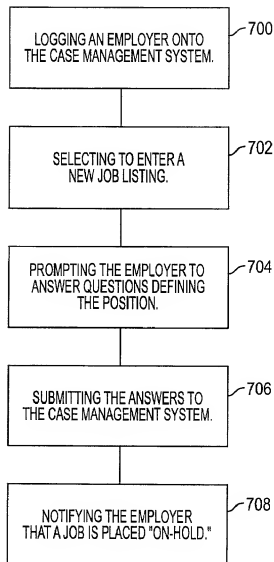 LOGGING AN EMPLOYER ONTO
THE CASE MANAGEMENT SYSTEM.
700
SELECTING TO ENTER A
NEW JOB LISTING.
702
PROMPTING THE EMPLOYER TO
ANSWER QUESTIONS DEFINING
THE POSITION.
704
SUBMITTING THE ANSWERS TO
THE CASE MANAGEMENT SYSTEM.
706
NOTIFYING THE EMPLOYER
THAT A JOB IS PLACED "ON-HOLD."
708